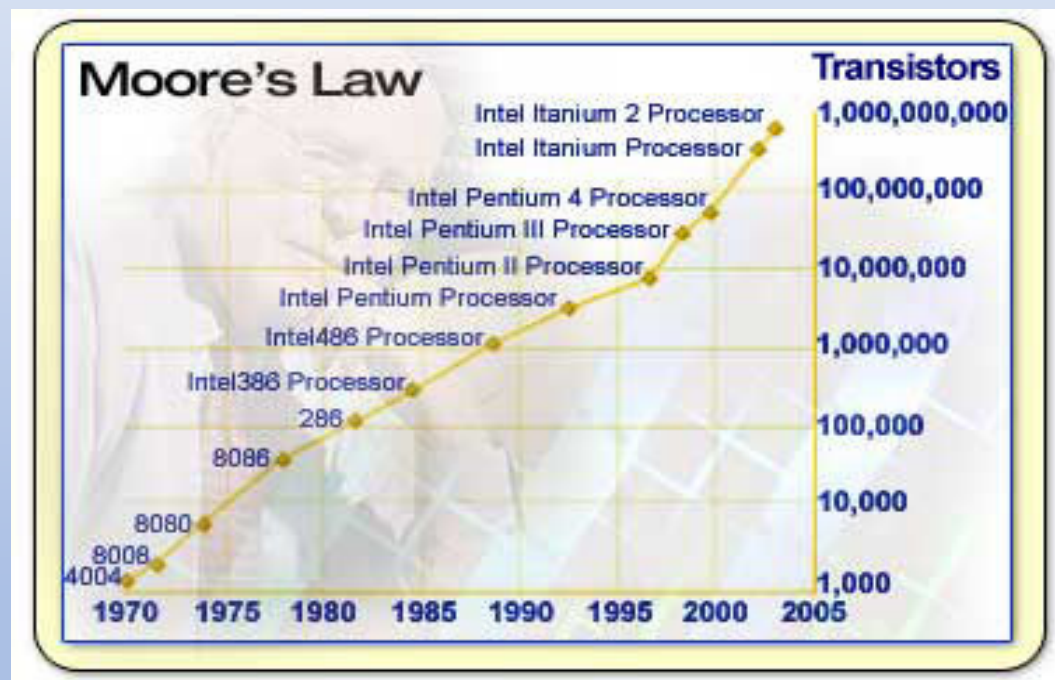 Moore's Law
Transistors
Intel Itanium 2 Processor
1,000,000,000
Intel Itanium Processor
100,000,000
Intel Pentium 4 Processor
Intel Pentium III Processor
Intel Pentium II Processor
10,000,000
Intel Pentium Processor
Intel486 Processor
1,000,000
Intel386 Processor
286
100,000
8086
10,000
8080
8008
4004
1,000
1970 1975 1980 1985 1990 1995 2000 2005